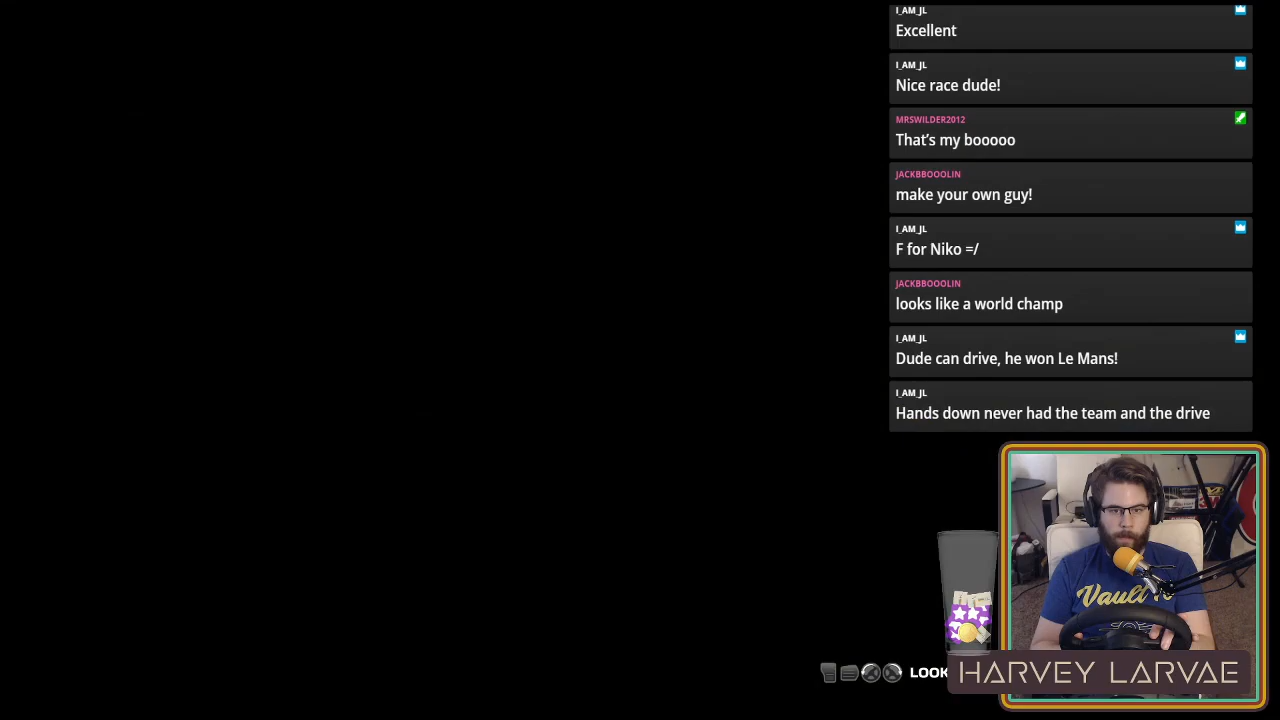 I_AM_JL
Excellent
I_AM_JL
Nice race dude!
MRSWILDER2012
That's my booooo
JACKBBOOOLIN
make your own guy!
I_AM_JL
F for Niko =/
JACKBBOOOLIN
looks like a world champ
I_AM_JL
Dude can drive, he won Le Mans!
I_AM_JL
Hands down never had the team and the drive
LOOK
HARVEY LARVAE